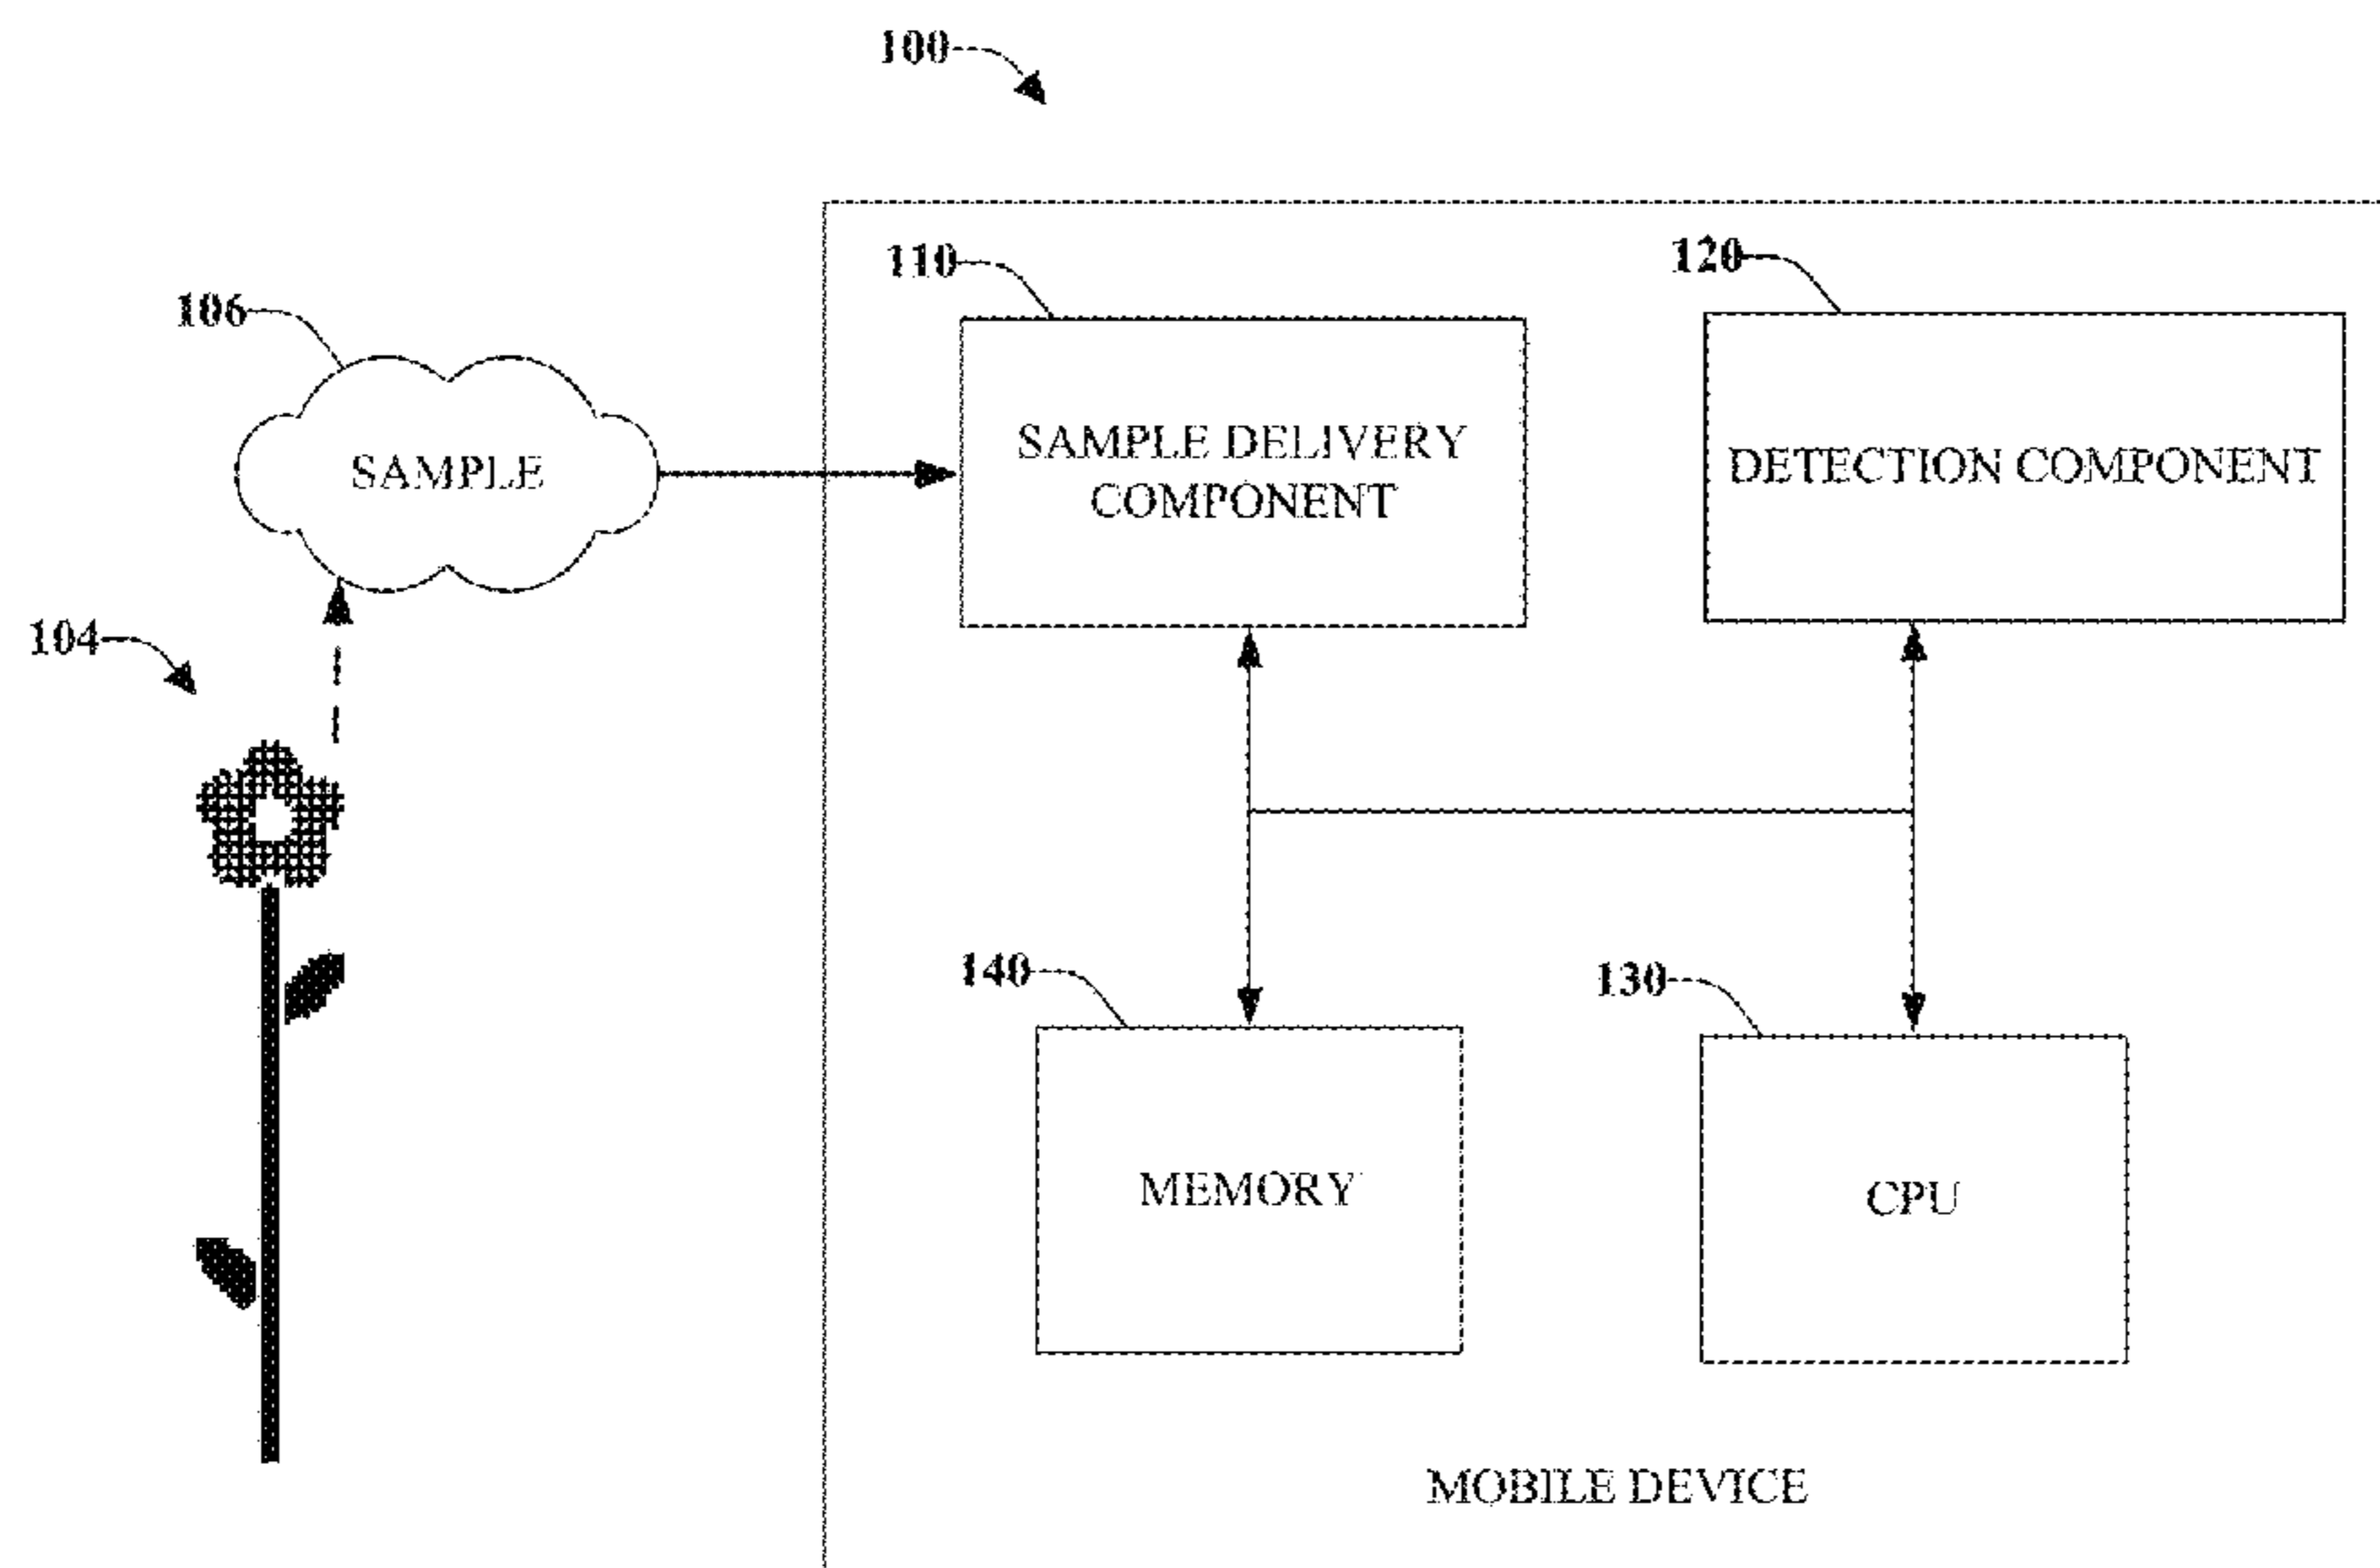 100
110
120
106
SAMPLE
SAMPLE DELIVERY
COMPONENT
DETECTION COMPONENT
104
140
130
MEMORY
CPU
MOBILE DEVICE